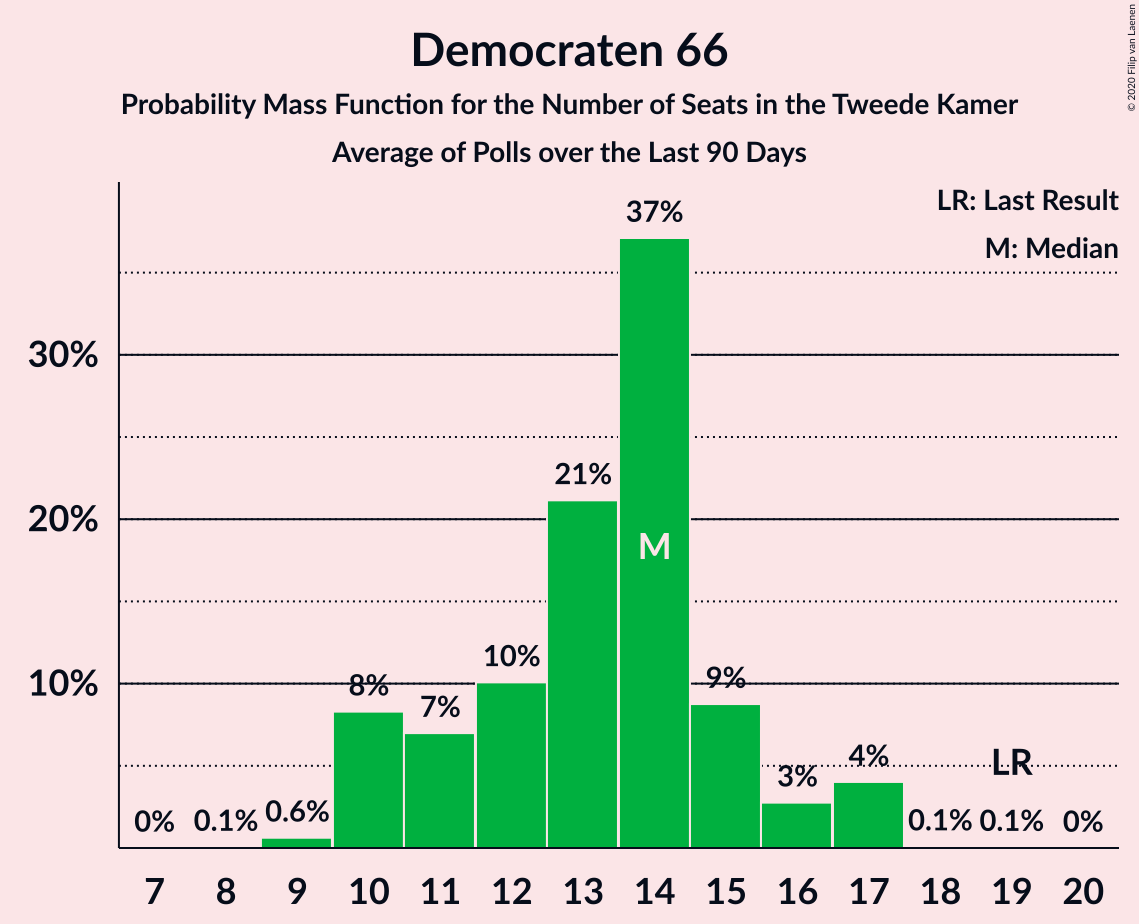 Democraten 66
Probability Mass Function for the Number of Seats in the Tweede Kamer
Average of Polls over the Last 90 Days
© 2020 Filip van Laenen
LR: Last Result
M: Median
37%
30%
21%
20%
M
10%
10%
8%
7%
9%
LR
4%
3%
0%
0.1%
0.6%
0.1%
0.1%
0%
7 8 9 10 11 12 13 14 15 16 17 18 19 20